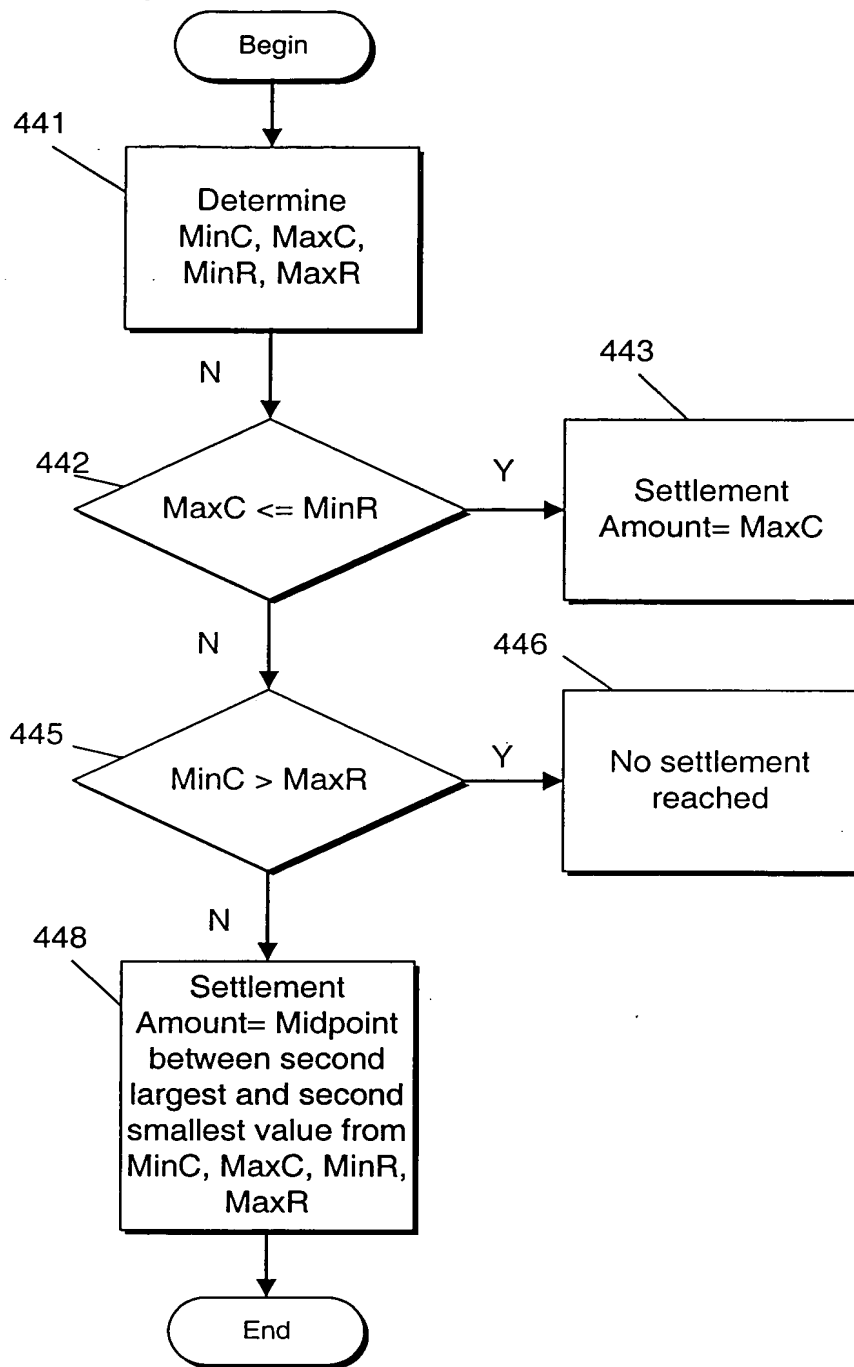 Begin
441
Determine
MinC, MaxC,
MinR, MaxR
N
442
MaxC <= MinR
Y
443
Settlement
Amount= MaxC
N
445
MinC > MaxR
Y
446
No settlement
reached
N
448
Settlement
Amount= Midpoint
between second
largest and second
smallest value from
MinC, MaxC, MinR,
MaxR
End